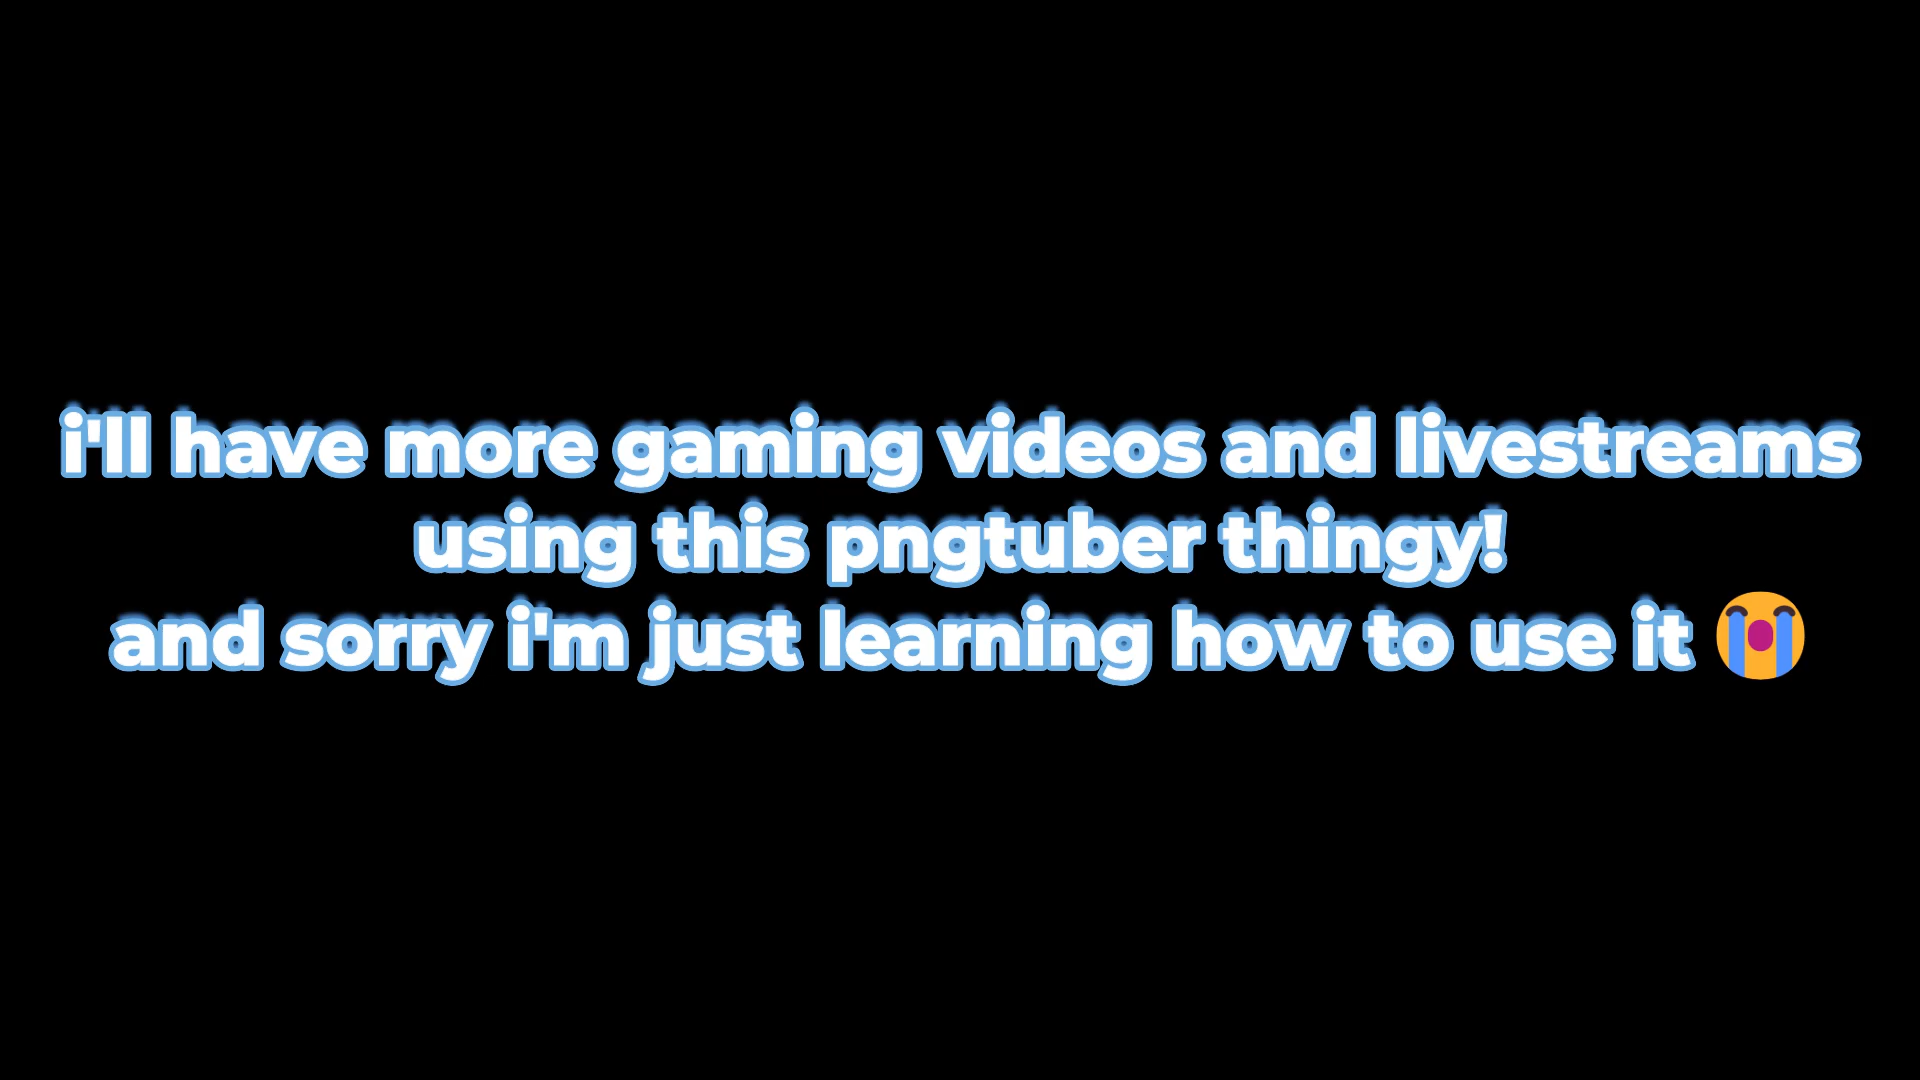 i'll have more gaming videos and livestreams
using this pngtuber thingy!
and sorry i'm just learning how to use it 😭